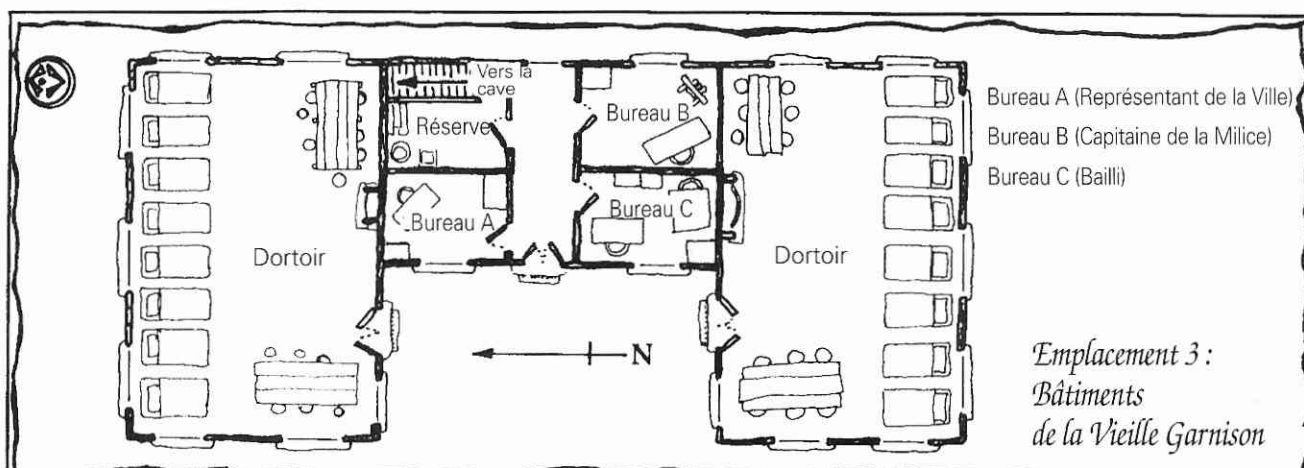 Vers la
cave
Réserve
Bureau B
Bureau A
Bureau C
Dortoir
Dortoir
N
Bureau A (Représentant de la Ville)
Bureau B (Capitaine de la Milice)
Bureau C (Bailli)
Emplacement 3 :
Bâtiments
de la Vieille Garnison